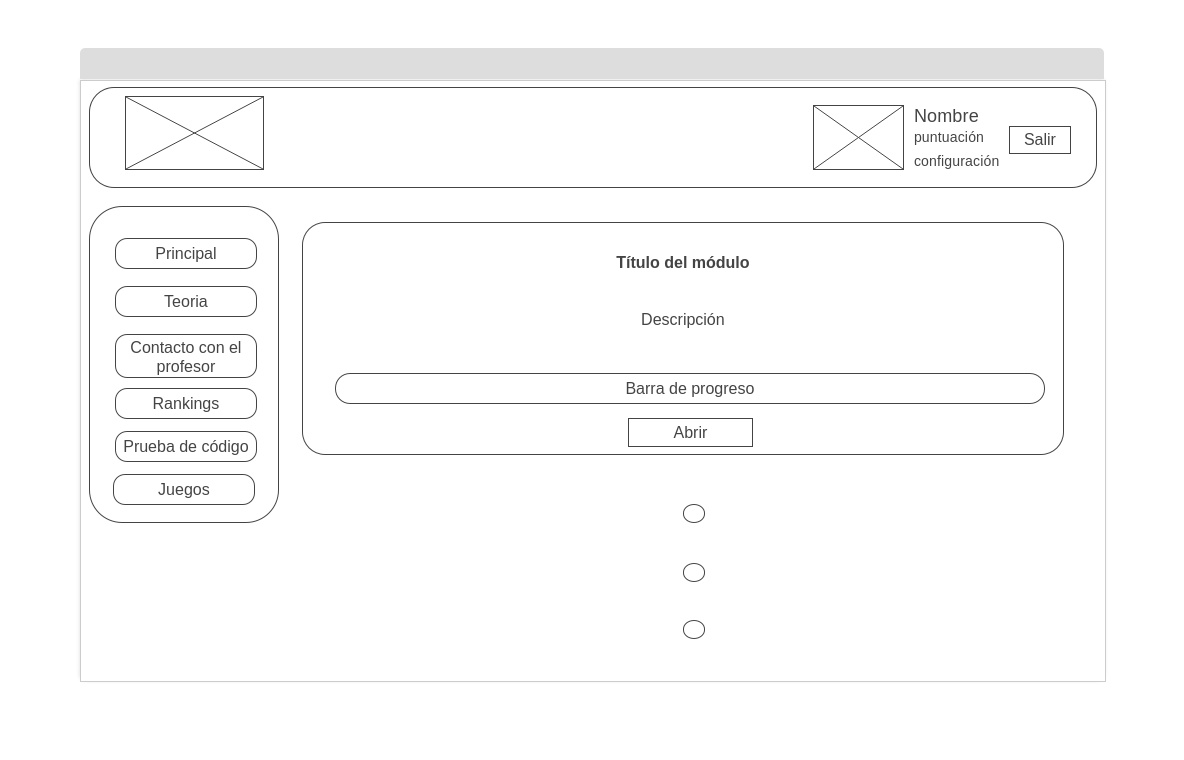 Nombre
puntuación
configuración
Salir
Principal
Teoria
Contacto con el
profesor
Rankings
Prueba de código
Juegos
Título del módulo
Descripción
Barra de progreso
Abrir